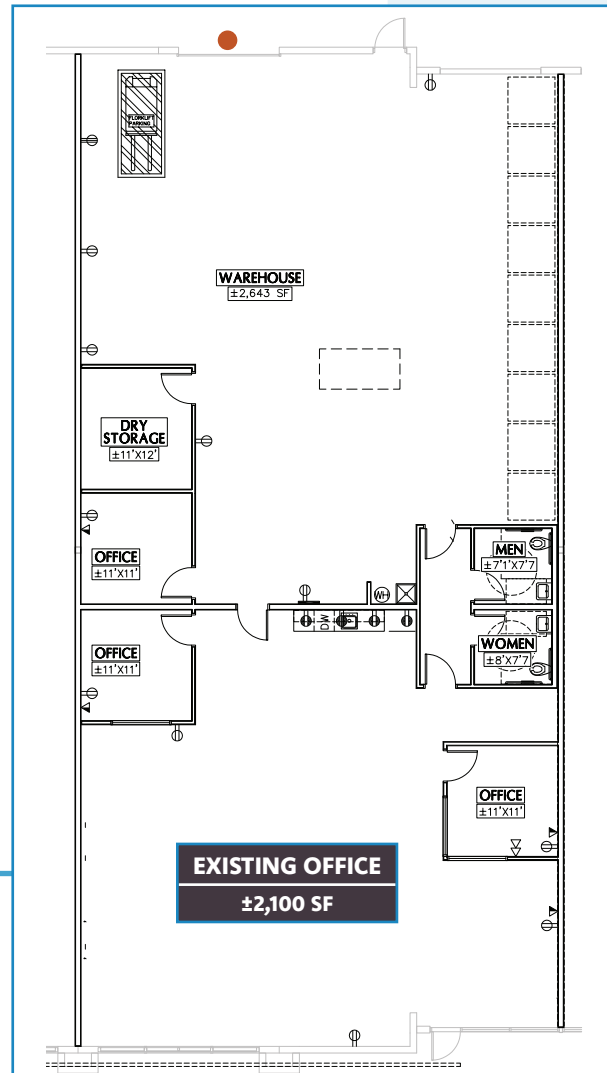 FLORKLIFT
PARKING
WAREHOUSE
±2,643 SF
DRY
STORAGE
±11'X12'
OFFICE
±11'X11'
MEN
±7'1'X7'7
WH
DW
OFFICE
±11'X11'
WOMEN
±8'X7'7
OFFICE
±11'X11'
EXISTING OFFICE
±2,100 SF